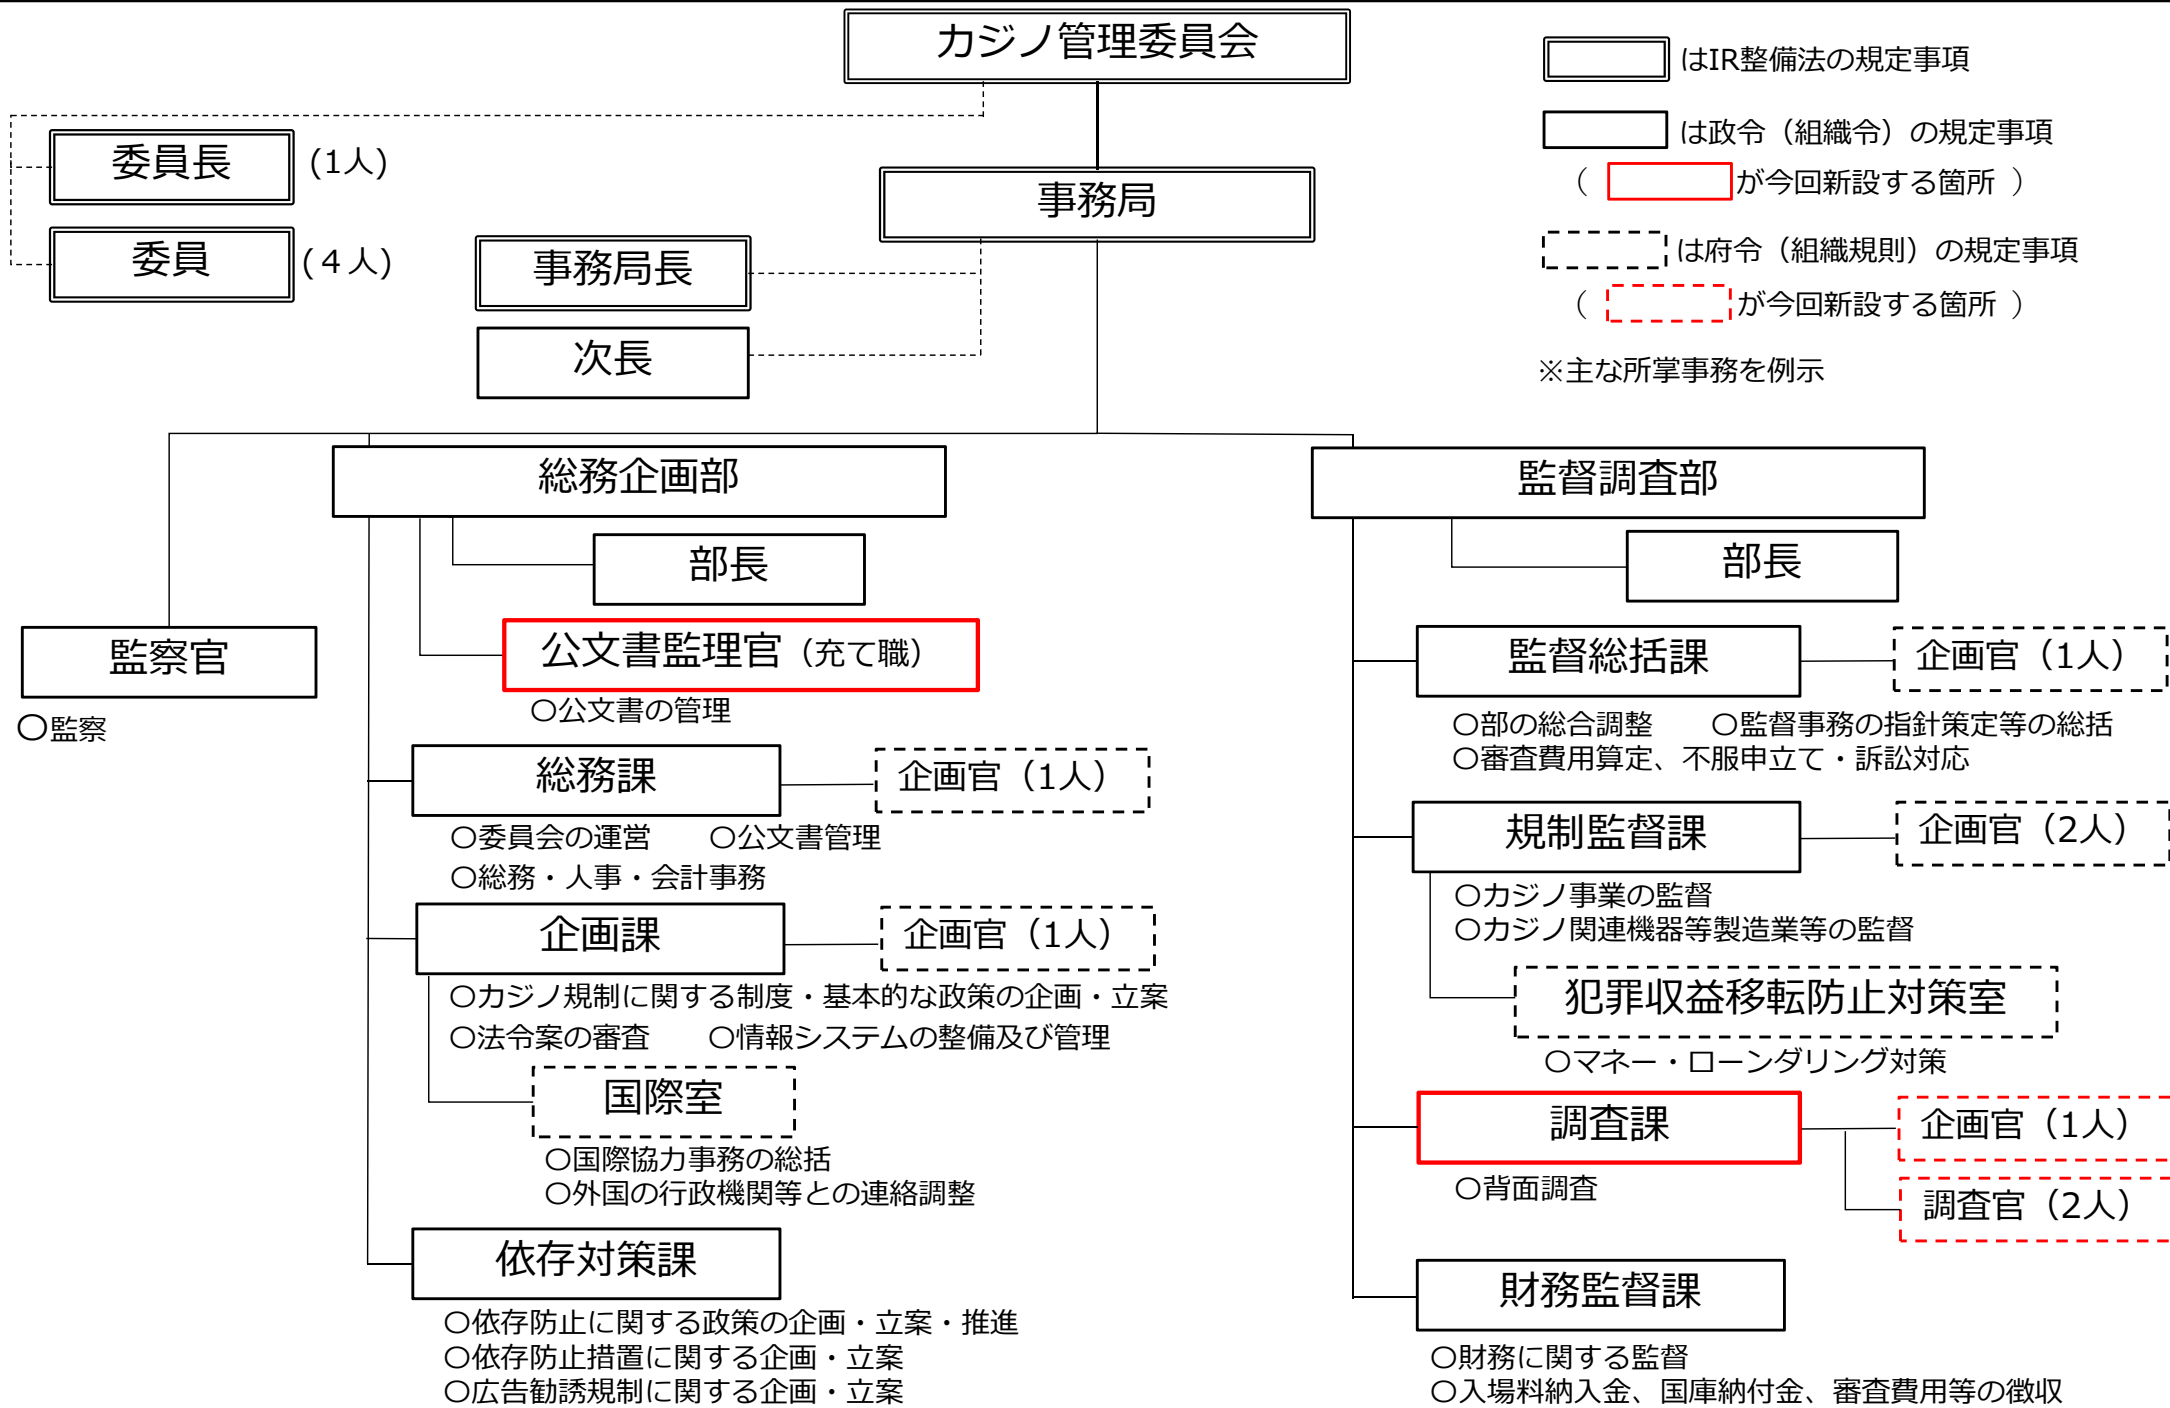 カジノ管理委員会
はIR整備法の規定事項
は政令（組織令）の規定事項
（が今回新設する箇所 ）
は府令（組織規則）の規定事項
（が今回新設する箇所 ）
※主な所掌事務を例示
委員長 (1人)
委員 (４人)
事務局
事務局長
次長
監察官
〇監察
総務企画部
部長
公文書監理官（充て職）
〇公文書の管理
総務課
企画官（1人）
〇委員会の運営 〇公文書管理
〇総務・人事・会計事務
企画課
企画官（1人）
〇カジノ規制に関する制度・基本的な政策の企画・立案
〇法令案の審査 〇情報システムの整備及び管理
国際室
〇国際協力事務の総括
〇外国の行政機関等との連絡調整
依存対策課
〇依存防止に関する政策の企画・立案・推進
〇依存防止措置に関する企画・立案
〇広告勧誘規制に関する企画・立案
監督調査部
部長
監督総括課
企画官（1人）
〇部の総合調整 〇監督事務の指針策定等の総括
〇審査費用算定、不服申立て・訴訟対応
規制監督課
企画官（2人）
〇カジノ事業の監督
〇カジノ関連機器等製造業等の監督
犯罪収益移転防止対策室
〇マネー・ローンダリング対策
調査課
企画官（1人）
調査官（2人）
〇背面調査
財務監督課
〇財務に関する監督
〇入場料納入金、国庫納付金、審査費用等の徴収